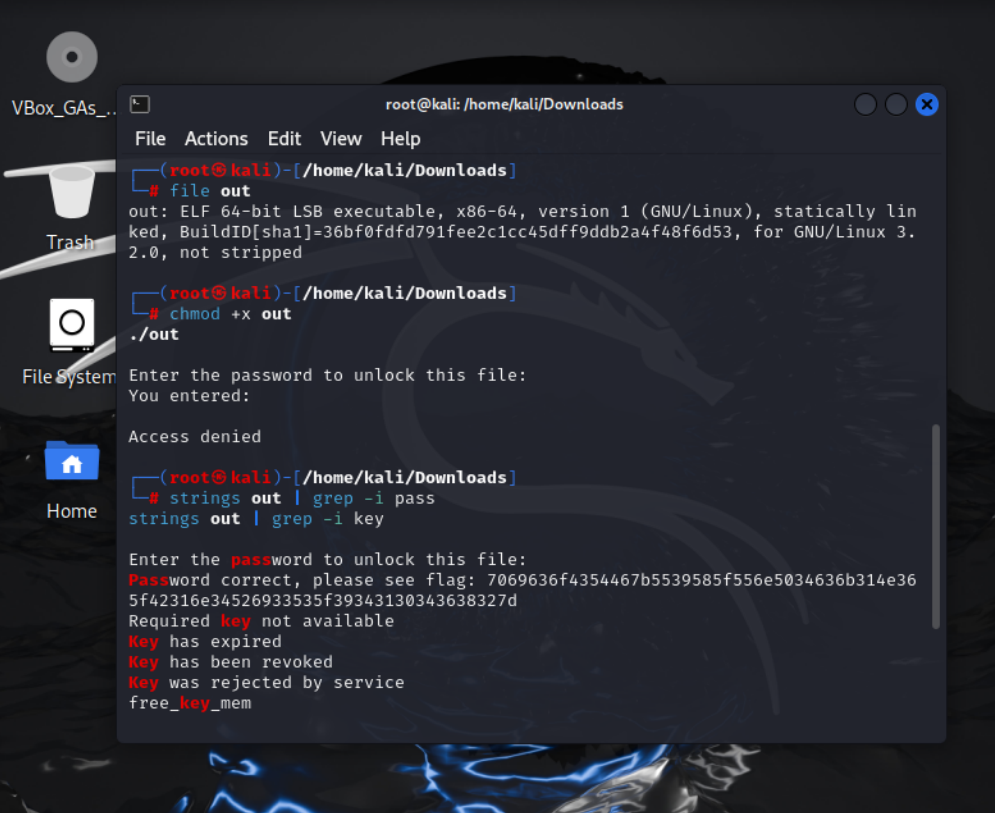 VBox_GAs_...
Trash
File System
Home
root@kali: /home/kali/Downloads
File Actions Edit View Help
┌──(root㉿kali)-[/home/kali/Downloads]
└─# file out
out: ELF 64-bit LSB executable, x86-64, version 1 (GNU/Linux), statically lin
ked, BuildID[sha1]=36bf0fdfd791fee2c1cc45dff9ddb2a4f48f6d53, for GNU/Linux 3.
2.0, not stripped
┌──(root㉿kali)-[/home/kali/Downloads]
└─# chmod +x out
./out
Enter the password to unlock this file:
You entered:
Access denied
┌──(root㉿kali)-[/home/kali/Downloads]
└─# strings out | grep -i pass
strings out | grep -i key
Enter the password to unlock this file:
Password correct, please see flag: 7069636f4354467b5539585f556e5034636b314e36
5f42316e34526933535f39343130343638327d
Required key not available
Key has expired
Key has been revoked
Key was rejected by service
free_key_mem